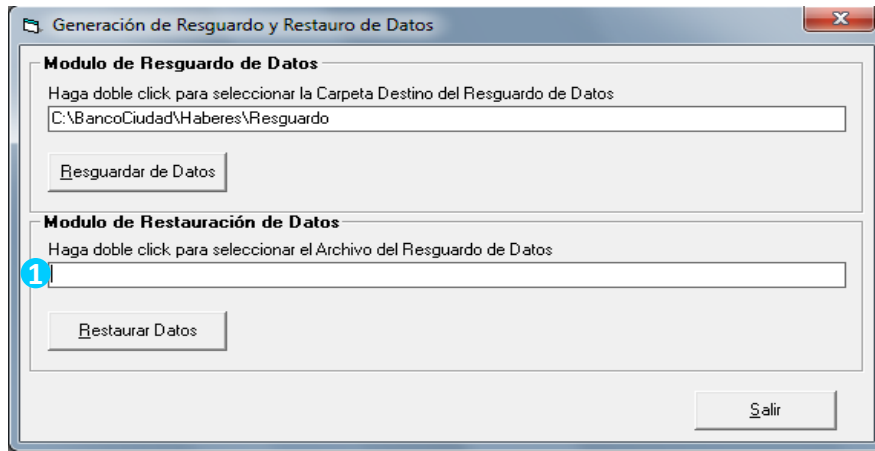 Generación de Resguardo y Restauro de Datos
x
Modulo de Resguardo de Datos
Haga doble click para seleccionar la Carpeta Destino del Resguardo de Datos
C:\BancoCiudad\Haberes\Resguardo
Resguardar de Datos
Modulo de Restauración de Datos
Haga doble click para seleccionar el Archivo del Resguardo de Datos
1
Restaurar Datos
Salir